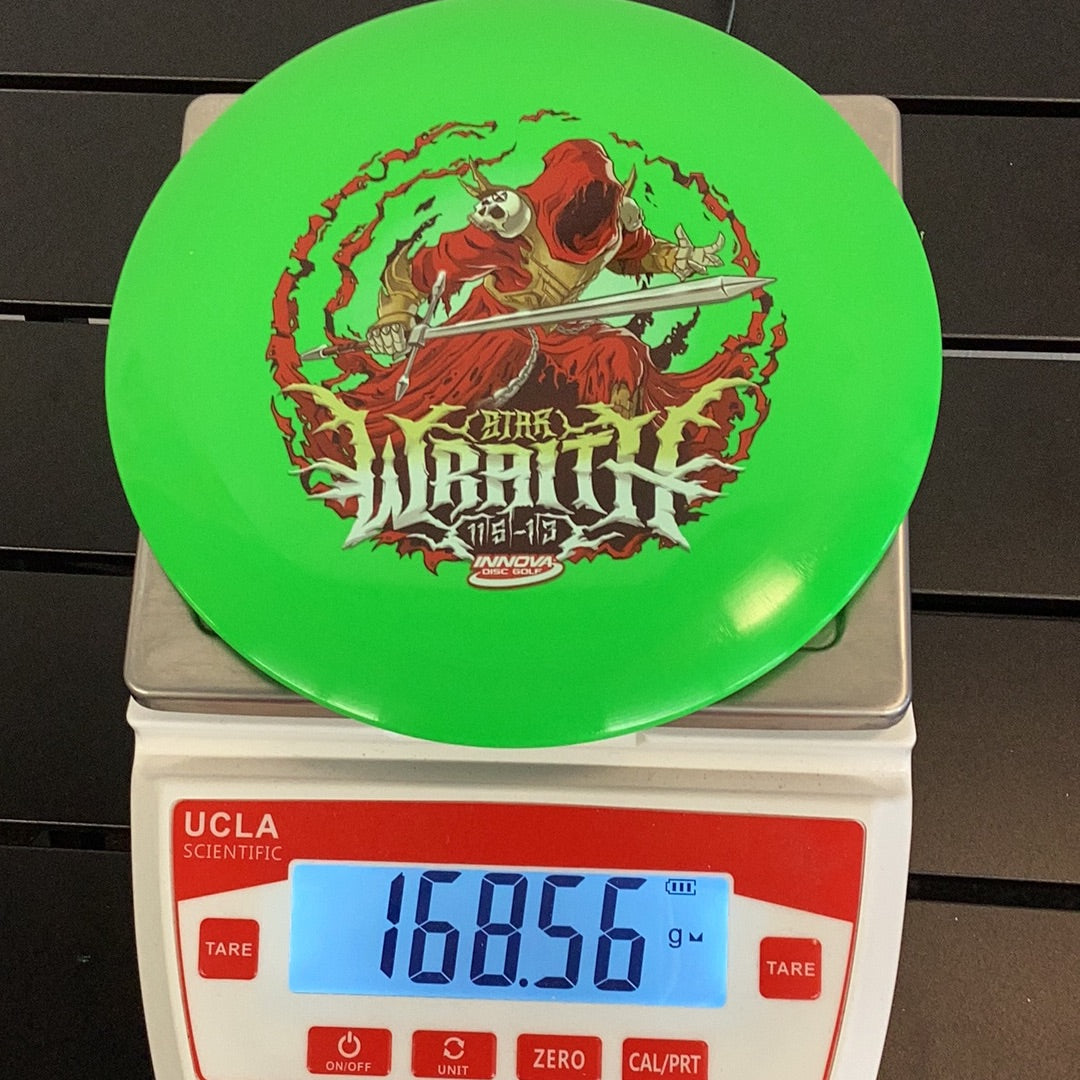 STAR
WRAITH
11|5|-1|3
INNOVA
DISC GOLF
UCLA
SCIENTIFIC
168.56 g
TARE
TARE
ON/OFF
UNIT
ZERO
CAL/PRT